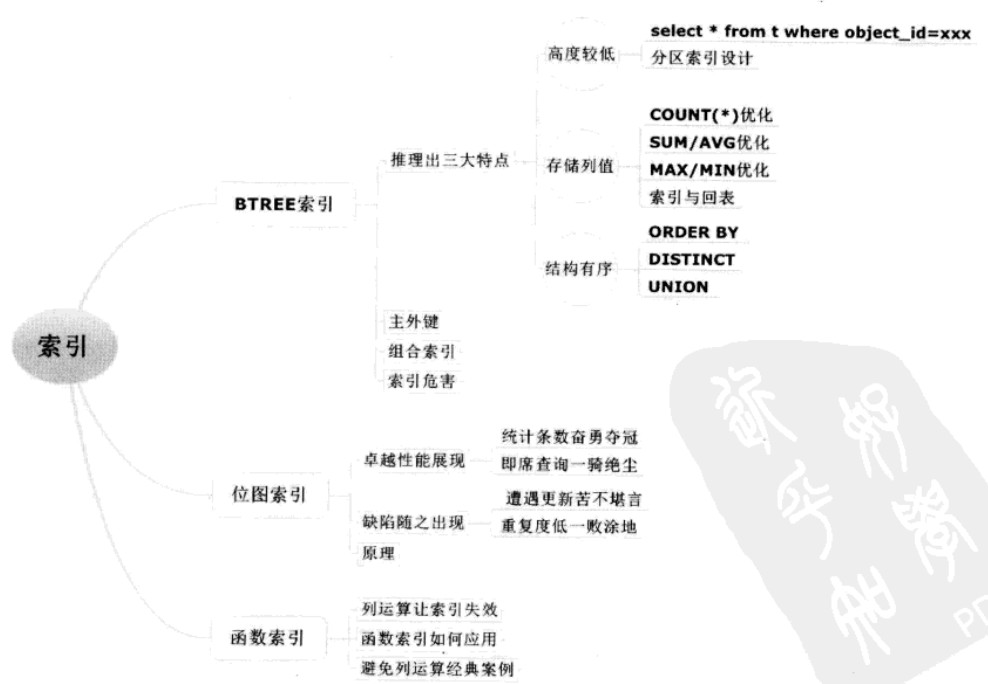 索引
BTREE索引
推理出三大特点
高度较低
select * from t where object_id=xxx
分区索引设计
存储列值
COUNT(*)优化
SUM/AVG优化
MAX/MIN优化
索引与回表
结构有序
ORDER BY
DISTINCT
UNION
主外键
组合索引
索引危害
位图索引
卓越性能展现
统计条数奋勇夺冠
即席查询一骑绝尘
缺陷随之出现
遭遇更新苦不堪言
重复度低一败涂地
原理
函数索引
列运算让索引失效
函数索引如何应用
避免列运算经典案例